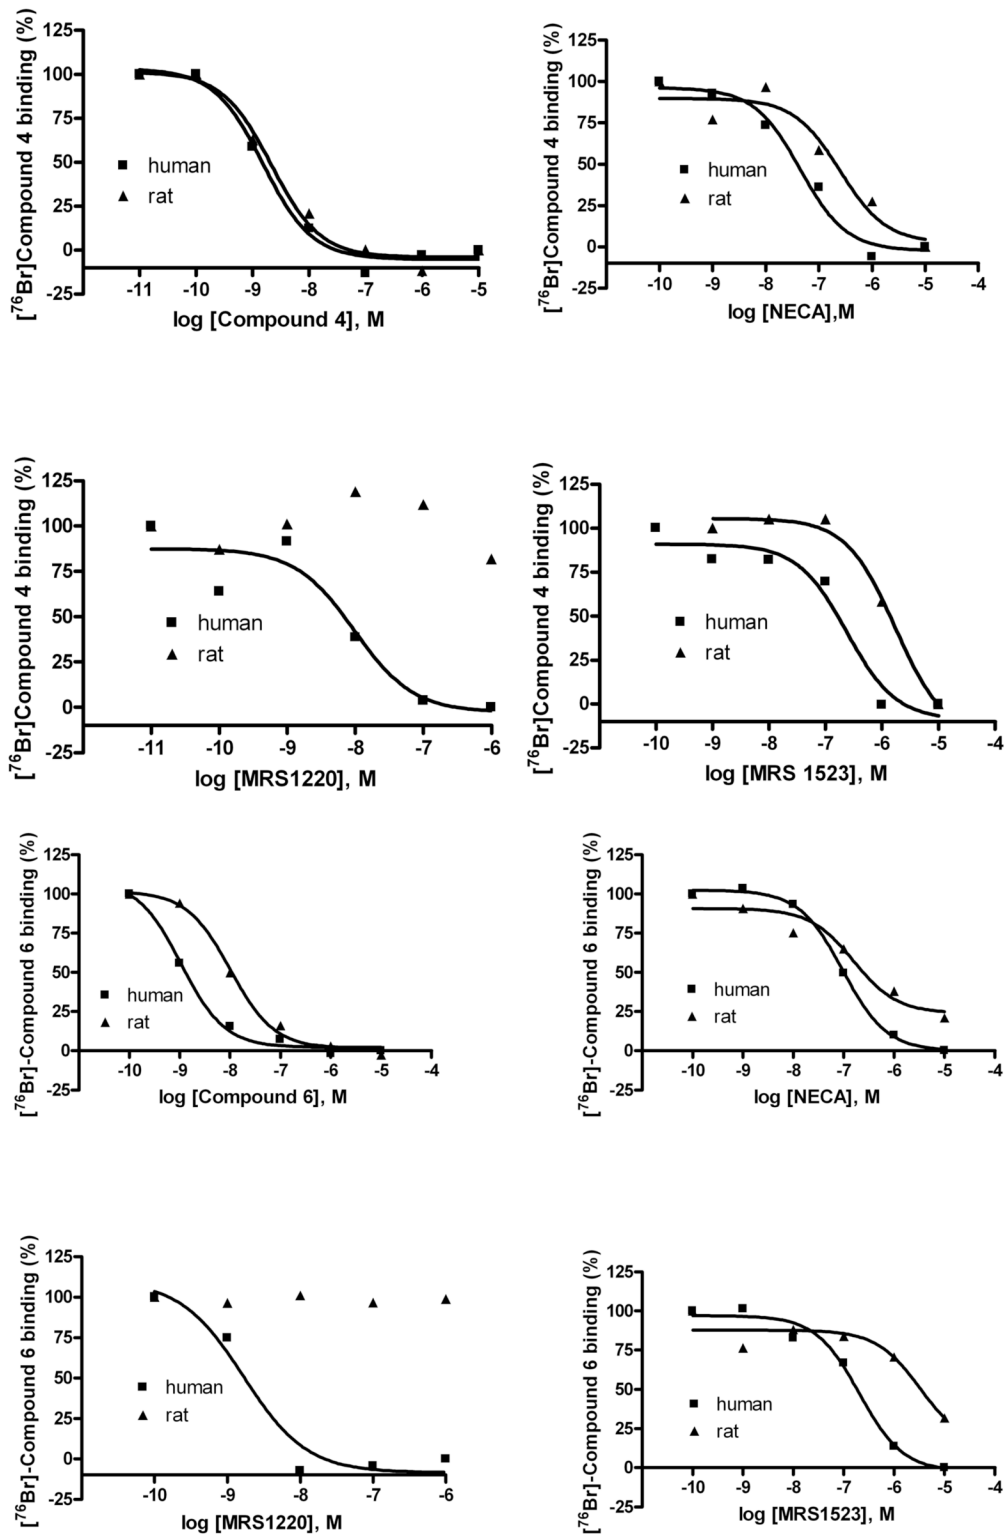 [⁷⁶Br]Compound 4 binding (%)
125
100
75
50
25
0
-25
human
rat
-11 -10 -9 -8 -7 -6 -5
log [Compound 4], M
[⁷⁶Br]Compound 4 binding (%)
125
100
75
50
25
0
-25
human
rat
-10 -9 -8 -7 -6 -5 -4
log [NECA],M
[⁷⁶Br]Compound 4 binding (%)
125
100
75
50
25
0
-25
human
rat
-11 -10 -9 -8 -7 -6
log [MRS1220], M
[⁷⁶Br]Compound 4 binding (%)
125
100
75
50
25
0
-25
human
rat
-10 -9 -8 -7 -6 -5 -4
log [MRS 1523], M
[⁷⁶Br]-Compound 6 binding (%)
125
100
75
50
25
0
-25
human
rat
-10 -9 -8 -7 -6 -5 -4
log [Compound 6], M
[⁷⁶Br]-Compound 6 binding (%)
125
100
75
50
25
0
-25
human
rat
-10 -9 -8 -7 -6 -5 -4
log [NECA], M
[⁷⁶Br]-Compound 6 binding (%)
125
100
75
50
25
0
-25
human
rat
-10 -9 -8 -7 -6
log [MRS1220], M
[⁷⁶Br]-Compound 6 binding (%)
125
100
75
50
25
0
-25
human
rat
-10 -9 -8 -7 -6 -5 -4
log [MRS1523], M